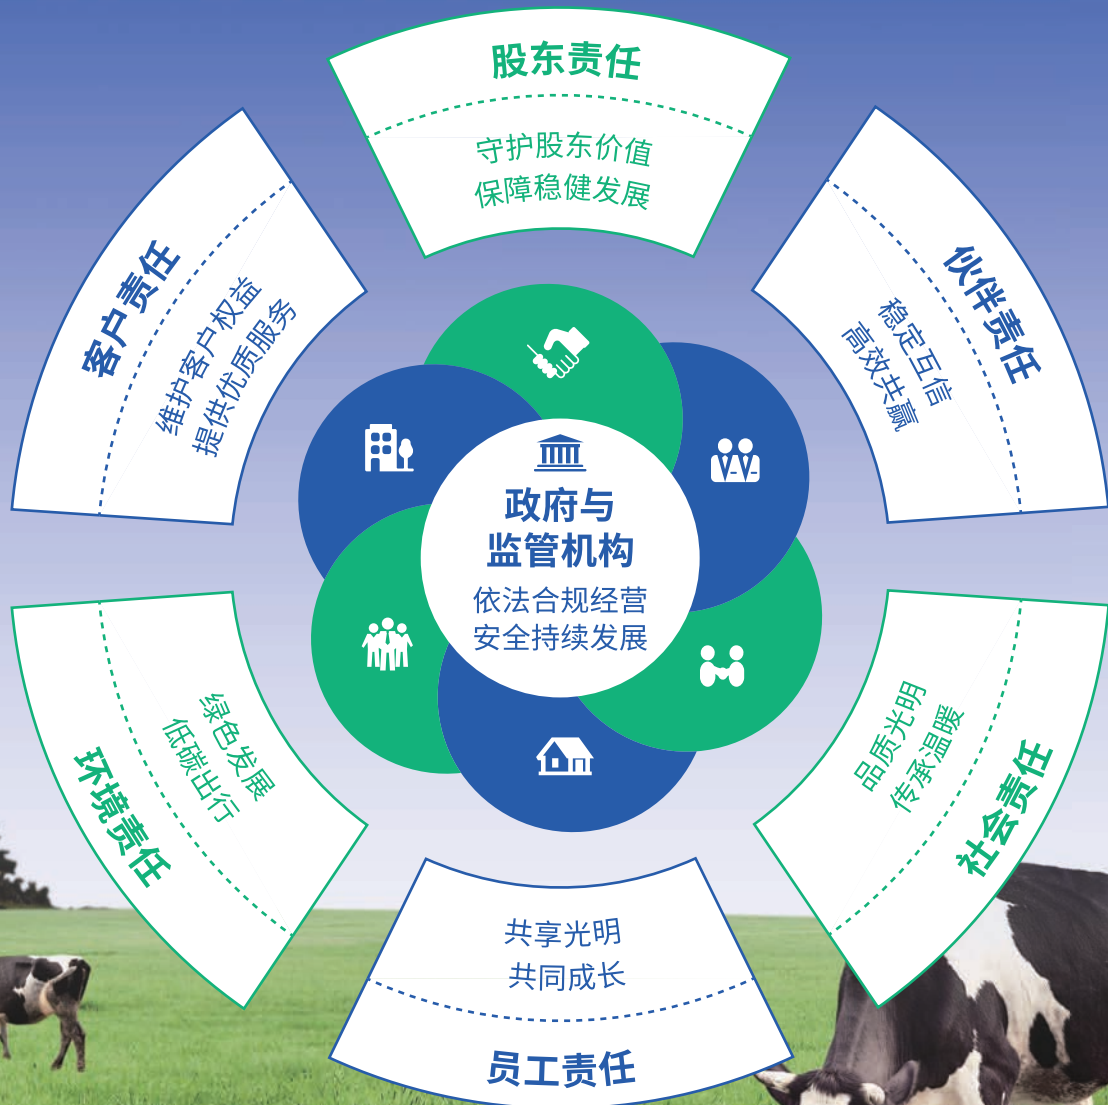 股东责任
守护股东价值
保障稳健发展
伙伴责任
稳定互信
高效共赢
社会责任
品质光明
传承温暖
员工责任
共享光明
共同成长
环境责任
绿色发展
低碳出行
客户责任
维护客户权益
提供优质服务
政府与
监管机构
依法合规经营
安全持续发展